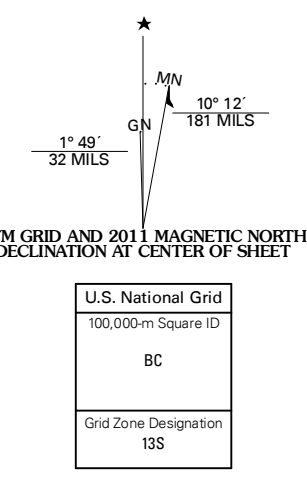 MN
GN
10° 12´
181 MILS
1° 49´
32 MILS
GRID AND 2011 MAGNETIC NORTH
DECLINATION AT CENTER OF SHEET
U.S. National Grid
100,000-m Square ID
BC
Grid Zone Designation
13S